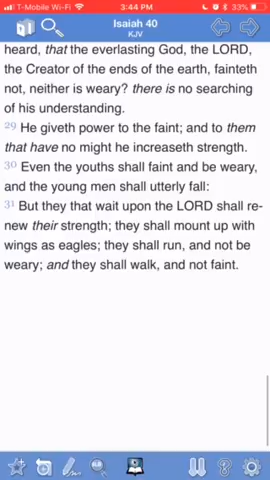 T-Mobile Wi-Fi 3:44 PM 33%
Isaiah 40
KJV
heard, that the everlasting God, the LORD,
the Creator of the ends of the earth, fainteth
not, neither is weary? there is no searching
of his understanding.
29 He giveth power to the faint; and to them
that have no might he increaseth strength.
30 Even the youths shall faint and be weary,
and the young men shall utterly fall:
31 But they that wait upon the LORD shall re-
new their strength; they shall mount up with
wings as eagles; they shall run, and not be
weary; and they shall walk, and not faint.